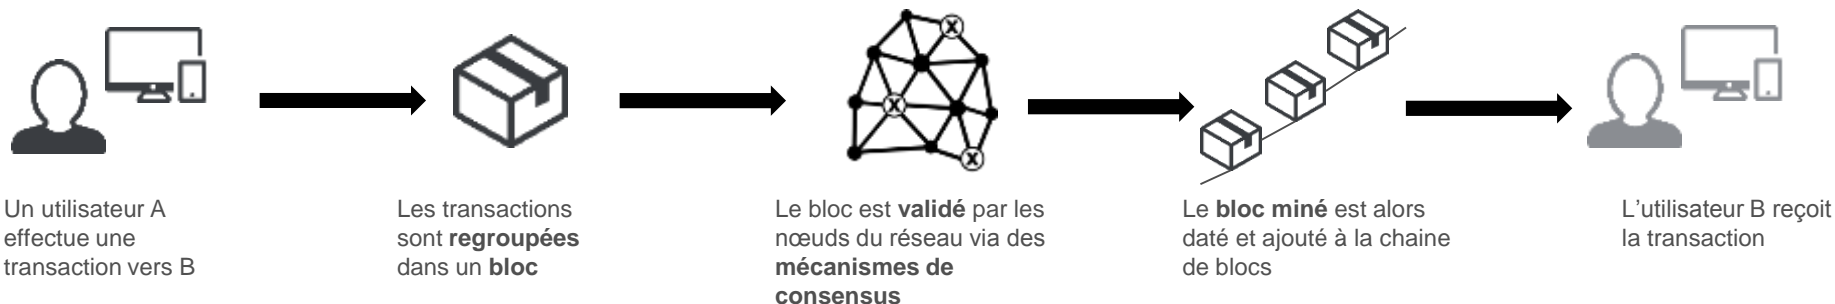 X
X
X
Un utilisateur A
effectue une
transaction vers B
Les transactions
sont regroupées
dans un bloc
Le bloc est validé par les
nœuds du réseau via des
mécanismes de
consensus
Le bloc miné est alors
daté et ajouté à la chaine
de blocs
L’utilisateur B reçoit
la transaction